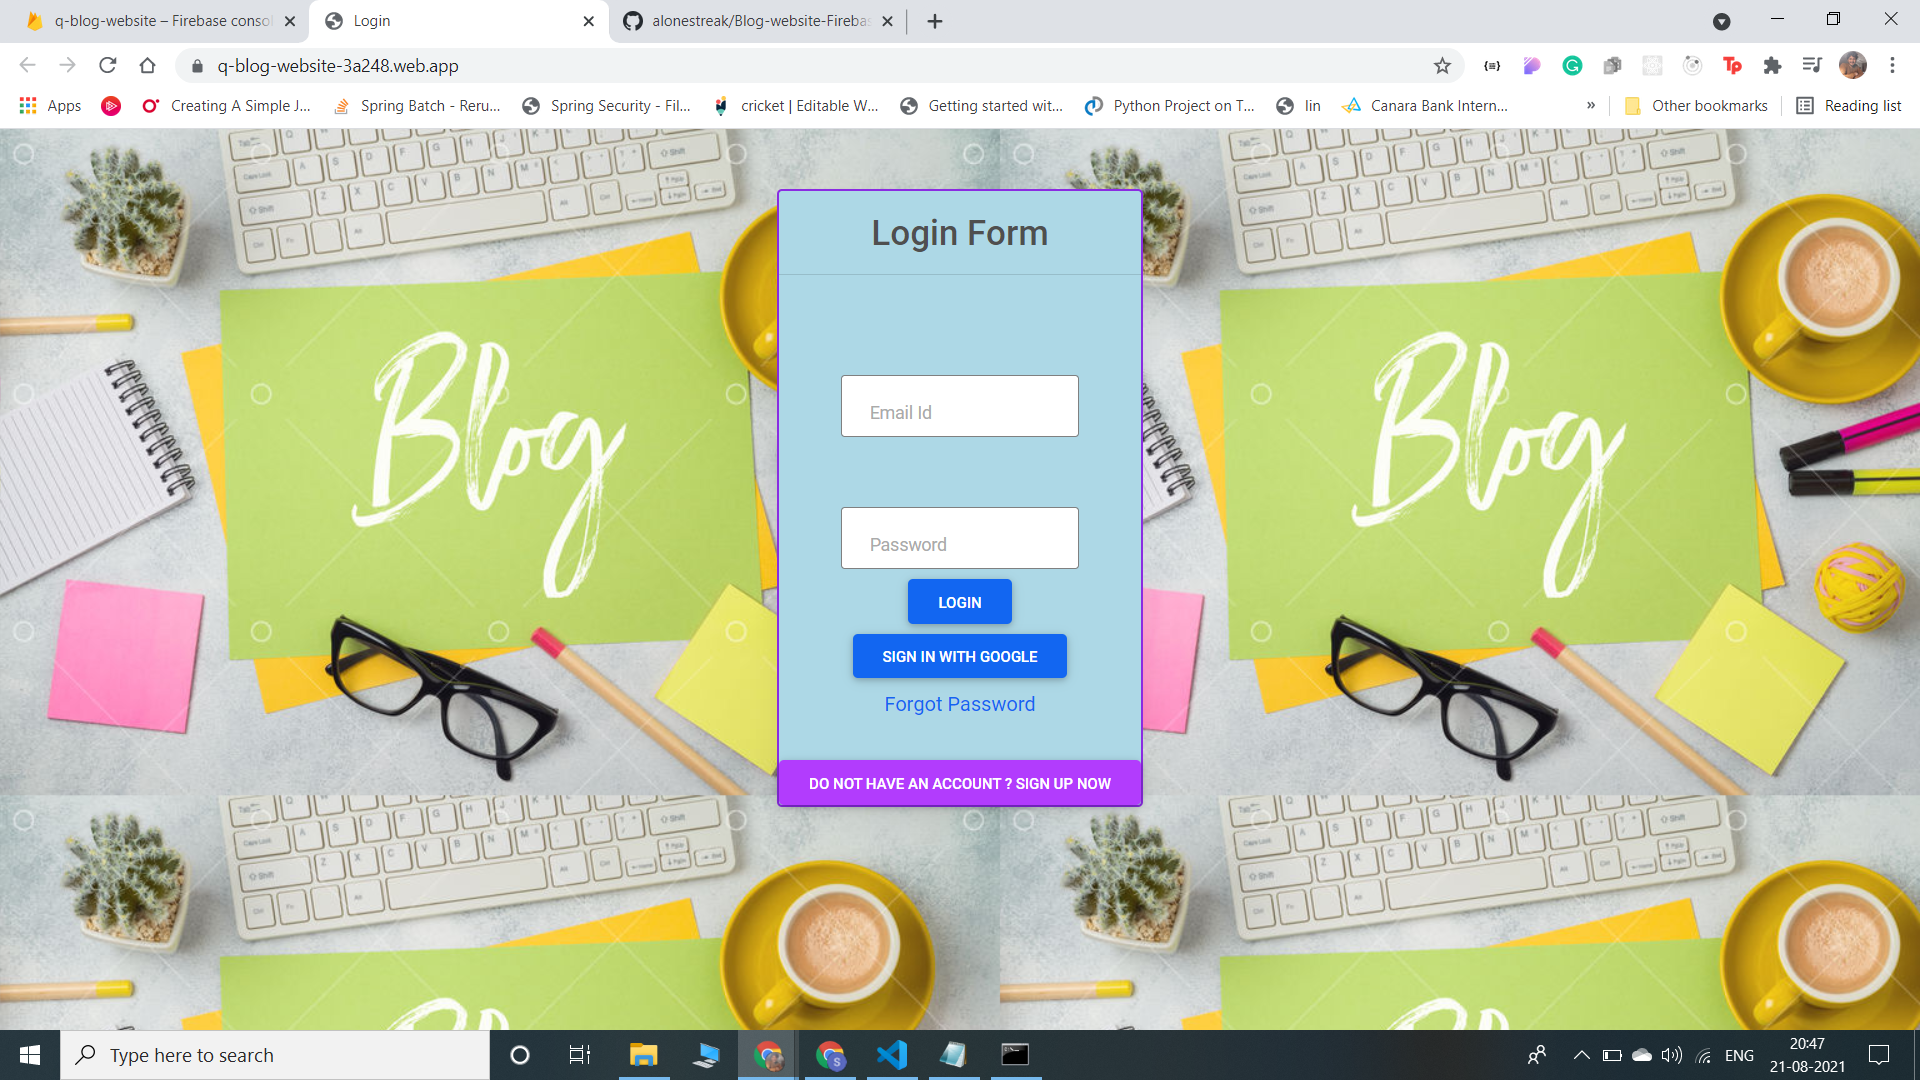 q-blog-website – Firebase consol
Login
alonestreak/Blog-website-Firebas
q-blog-website-3a248.web.app
Apps
Creating A Simple J...
Spring Batch - Reru...
Spring Security - Fil...
cricket | Editable W...
Getting started wit...
Python Project on T...
lin
Canara Bank Intern...
»
Other bookmarks
Reading list
Login Form
Blog
Blog
Email Id
Password
LOGIN
SIGN IN WITH GOOGLE
Forgot Password
DO NOT HAVE AN ACCOUNT ? SIGN UP NOW
Type here to search
ENG
20:47
21-08-2021